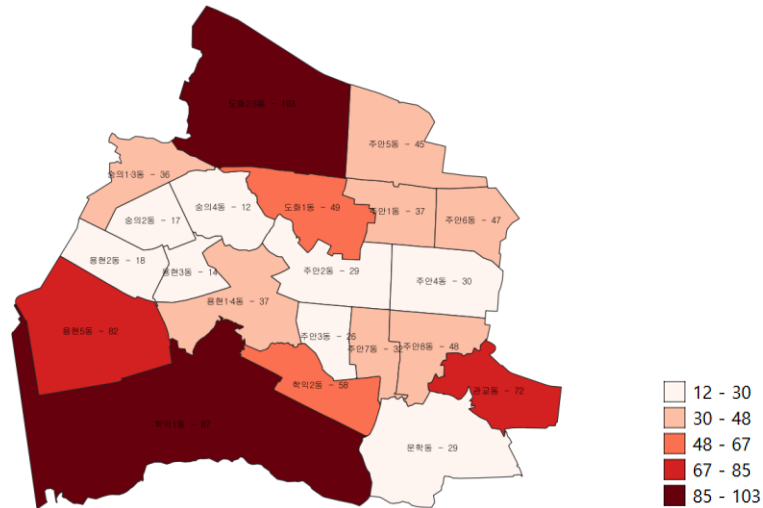 도화2·3동 - 103
주안5동 - 45
숭의1·3동 - 36
숭의4동 - 12
도화1동 - 49
주안1동 - 37
주안6동 - 47
숭의2동 - 17
용현2동 - 18
용현3동 - 14
주안2동 - 29
주안4동 - 30
용현1·4동 - 37
용현5동 - 82
주안3동 - 26
주안7동 - 32
주안8동 - 48
학익2동 - 58
관교동 - 72
학익1동
문학동 - 29
12 - 30
30 - 48
48 - 67
67 - 85
85 - 103